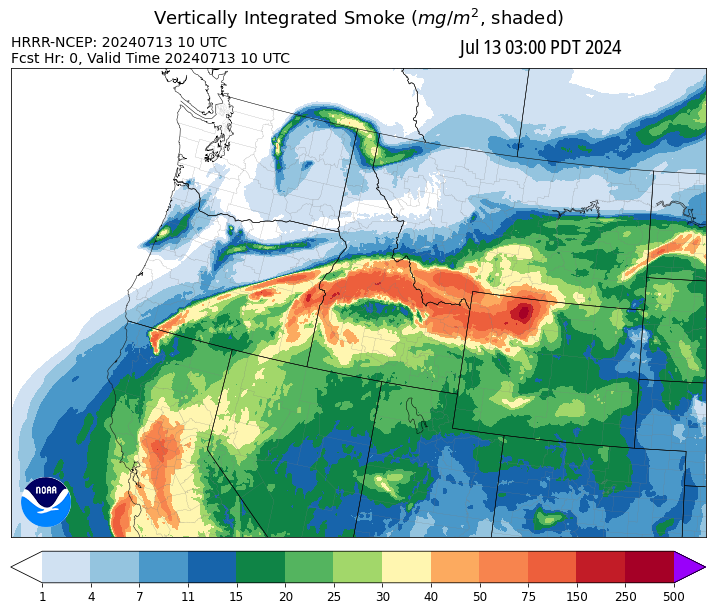 Vertically Integrated Smoke (mg/m², shaded)
HRRR-NCEP: 20240713 10 UTC
Jul 13 03:00 PDT 2024
Fcst Hr: 0, Valid Time 20240713 10 UTC
NOAA
1 4 7 11 15 20 25 30 40 50 75 150 250 500